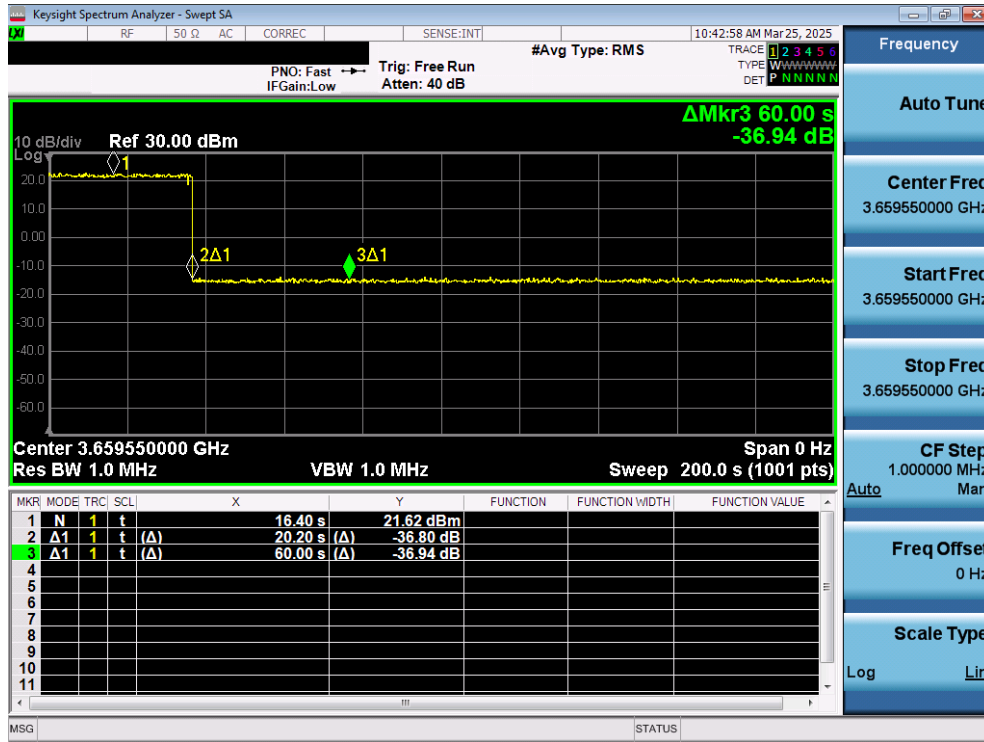 Keysight Spectrum Analyzer - Swept SA
LXI RF 50 Ω AC CORREC SENSE:INT 10:42:58 AM Mar 25, 2025
#Avg Type: RMS TRACE 1 2 3 4 5 6
PNO: Fast Trig: Free Run TYPE WWWWWW
IFGain:Low Atten: 40 dB DET P N N N N N
ΔMkr3 60.00 s
-36.94 dB
10 dB/div Ref 30.00 dBm
Log
1
20.0
10.0
0.00
2Δ1 3Δ1
-10.0
-20.0
-30.0
-40.0
-50.0
-60.0
Center 3.659550000 GHz Span 0 Hz
Res BW 1.0 MHz VBW 1.0 MHz Sweep 200.0 s (1001 pts)
MKR MODE TRC SCL X Y FUNCTION FUNCTION WIDTH FUNCTION VALUE
1 N 1 t 16.40 s 21.62 dBm
2 Δ1 1 t (Δ) 20.20 s (Δ) -36.80 dB
3 Δ1 1 t (Δ) 60.00 s (Δ) -36.94 dB
4
5
6
7
8
9
10
11
MSG STATUS
Frequency
Auto Tune
Center Freq
3.659550000 GHz
Start Freq
3.659550000 GHz
Stop Freq
3.659550000 GHz
CF Step
1.000000 MHz
Auto Man
Freq Offset
0 Hz
Scale Type
Log Lin